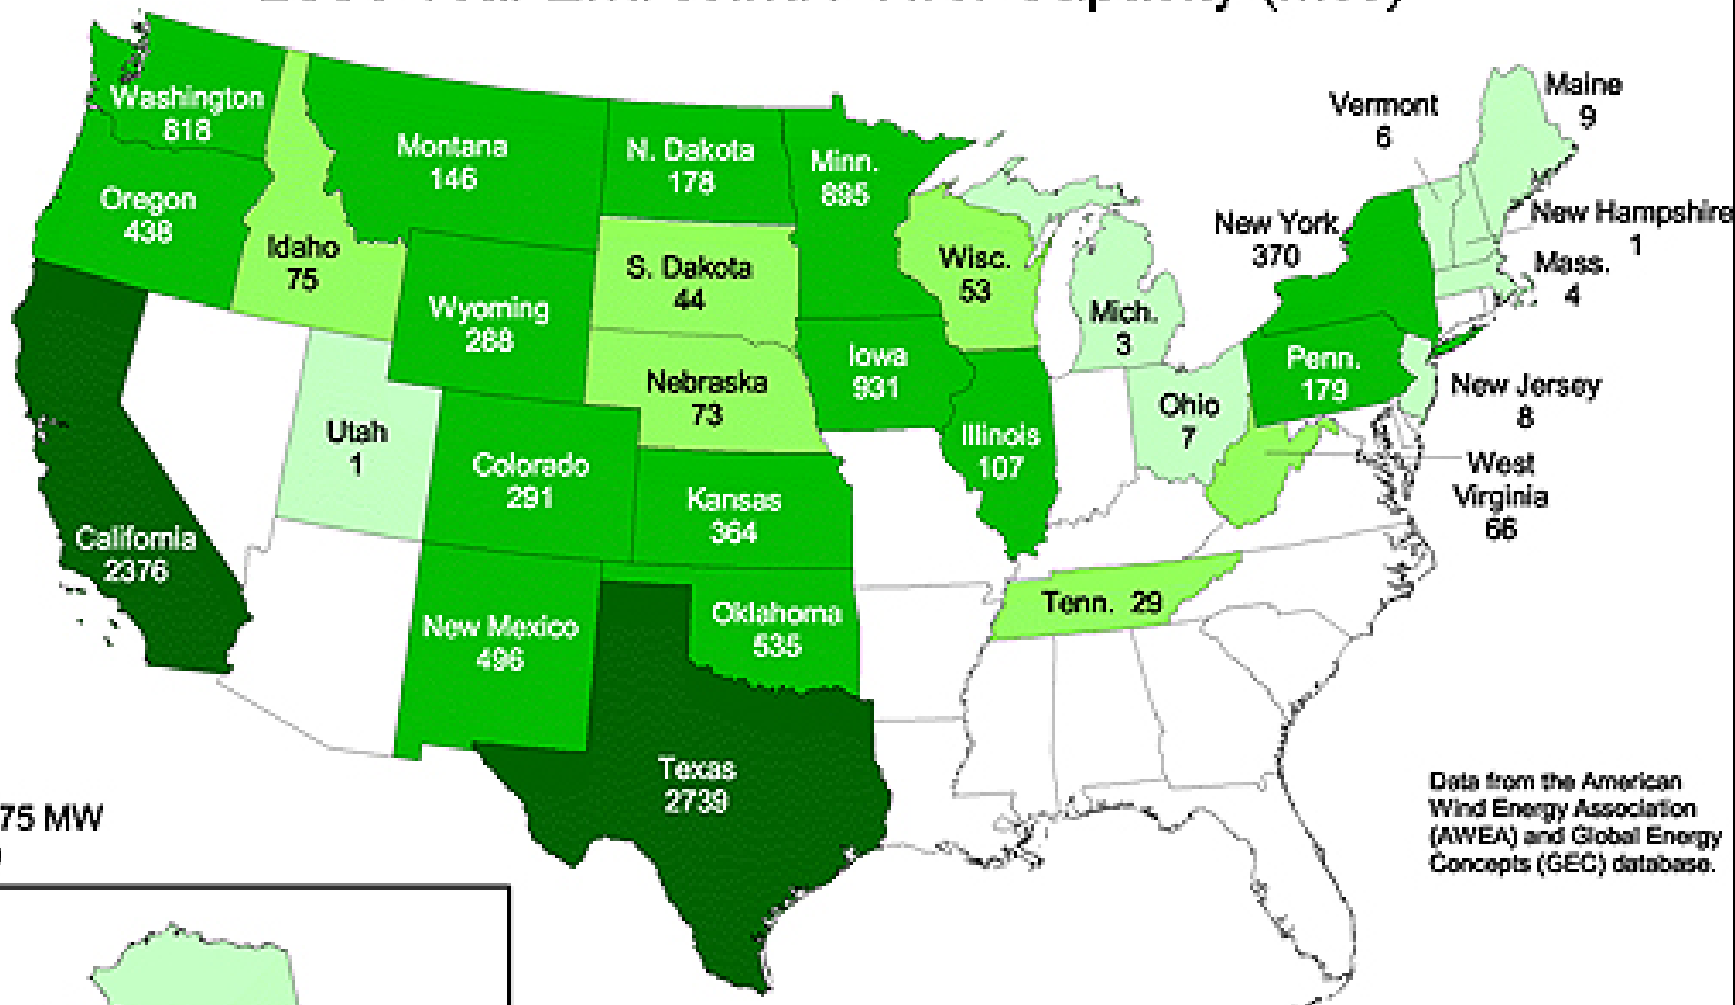 Power Capacity (MW)
Washington
818
Montana
146
N. Dakota
178
Minn.
895
Oregon
438
Idaho
75
S. Dakota
44
Wisc.
53
Wyoming
288
Nebraska
73
Iowa
931
Mich.
3
Vermont
6
Maine
9
New York
370
New Hampshire
1
Mass.
4
Penn.
179
New Jersey
8
Ohio
7
Illinois
107
West
Virginia
66
Utah
1
Colorado
291
Kansas
364
California
2376
New Mexico
496
Oklahoma
535
Tenn. 29
Texas
2739
75 MW
Data from the American
Wind Energy Association
(AWEA) and Global Energy
Concepts (GEC) database.